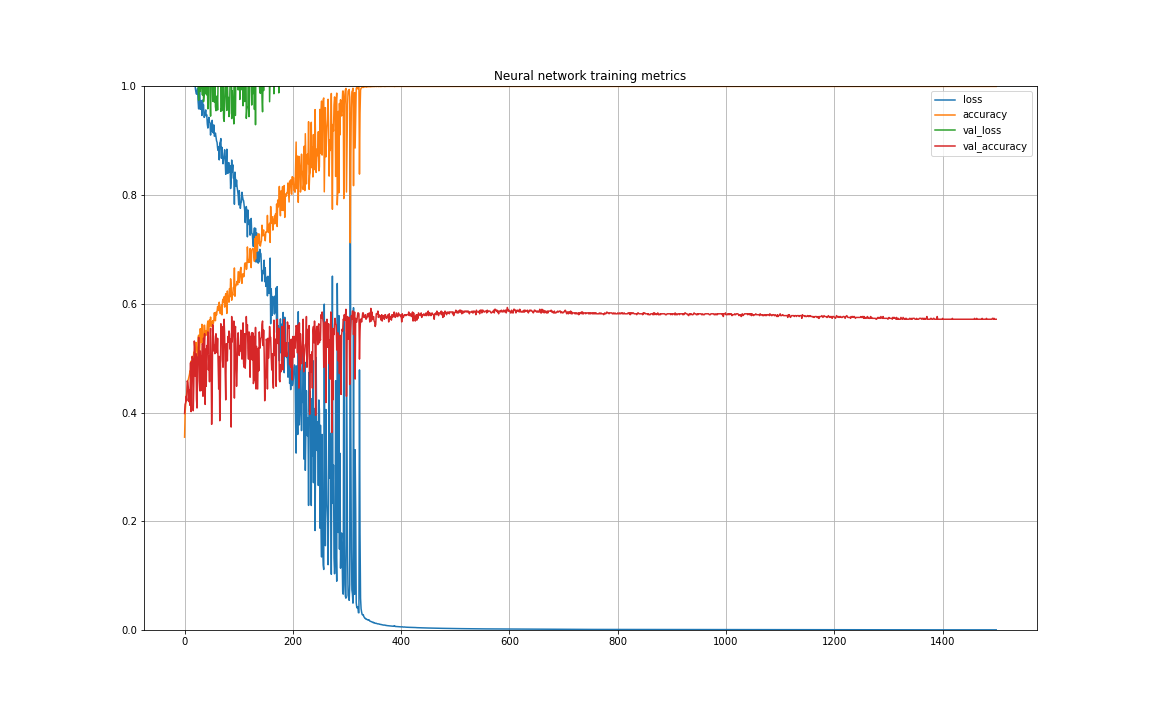 Neural network training metrics
1.0
loss
accuracy
val_loss
val_accuracy
0.8
0.6
0.4
0.2
0.0
0 200 400 600 800 1000 1200 1400